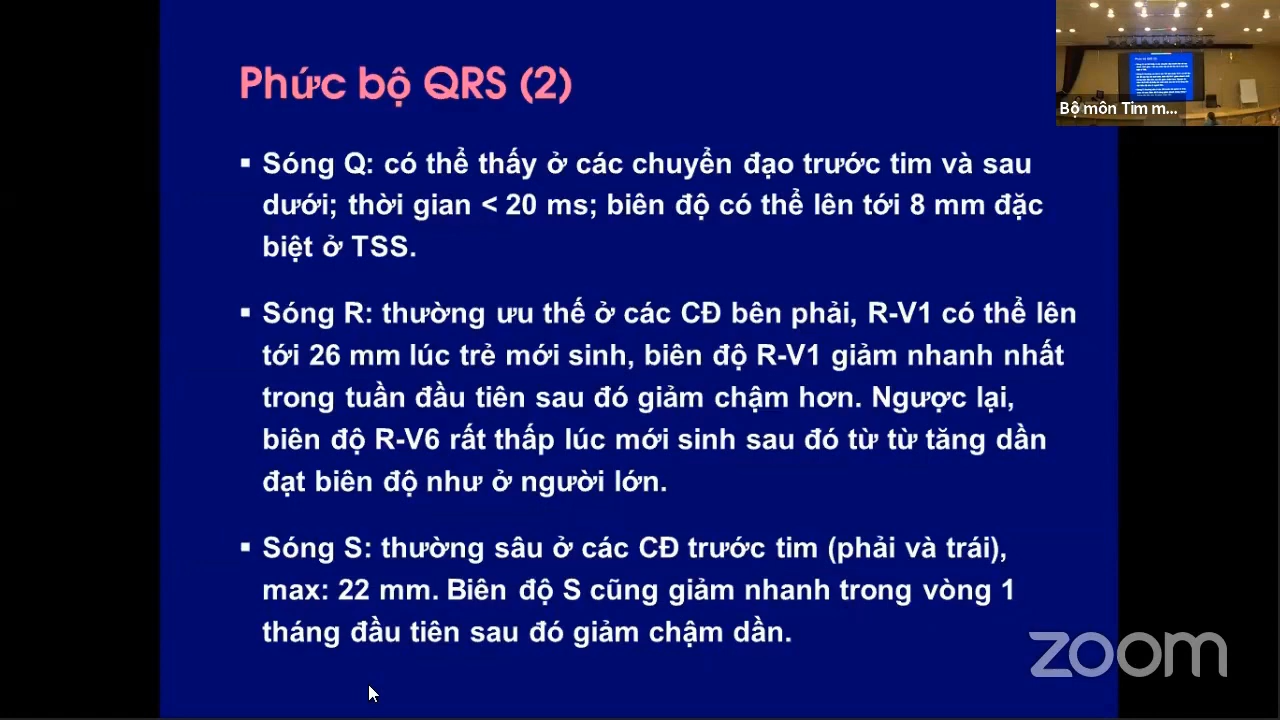 Phức bộ QRS (2)
Bộ môn Tim m...
▪ Sóng Q: có thể thấy ở các chuyển đạo trước tim và sau
dưới; thời gian < 20 ms; biên độ có thể lên tới 8 mm đặc
biệt ở TSS.
▪ Sóng R: thường ưu thế ở các CĐ bên phải, R-V1 có thể lên
tới 26 mm lúc trẻ mới sinh, biên độ R-V1 giảm nhanh nhất
trong tuần đầu tiên sau đó giảm chậm hơn. Ngược lại,
biên độ R-V6 rất thấp lúc mới sinh sau đó từ từ tăng dần
đạt biên độ như ở người lớn.
▪ Sóng S: thường sâu ở các CĐ trước tim (phải và trái),
max: 22 mm. Biên độ S cũng giảm nhanh trong vòng 1
tháng đầu tiên sau đó giảm chậm dần.
zoom